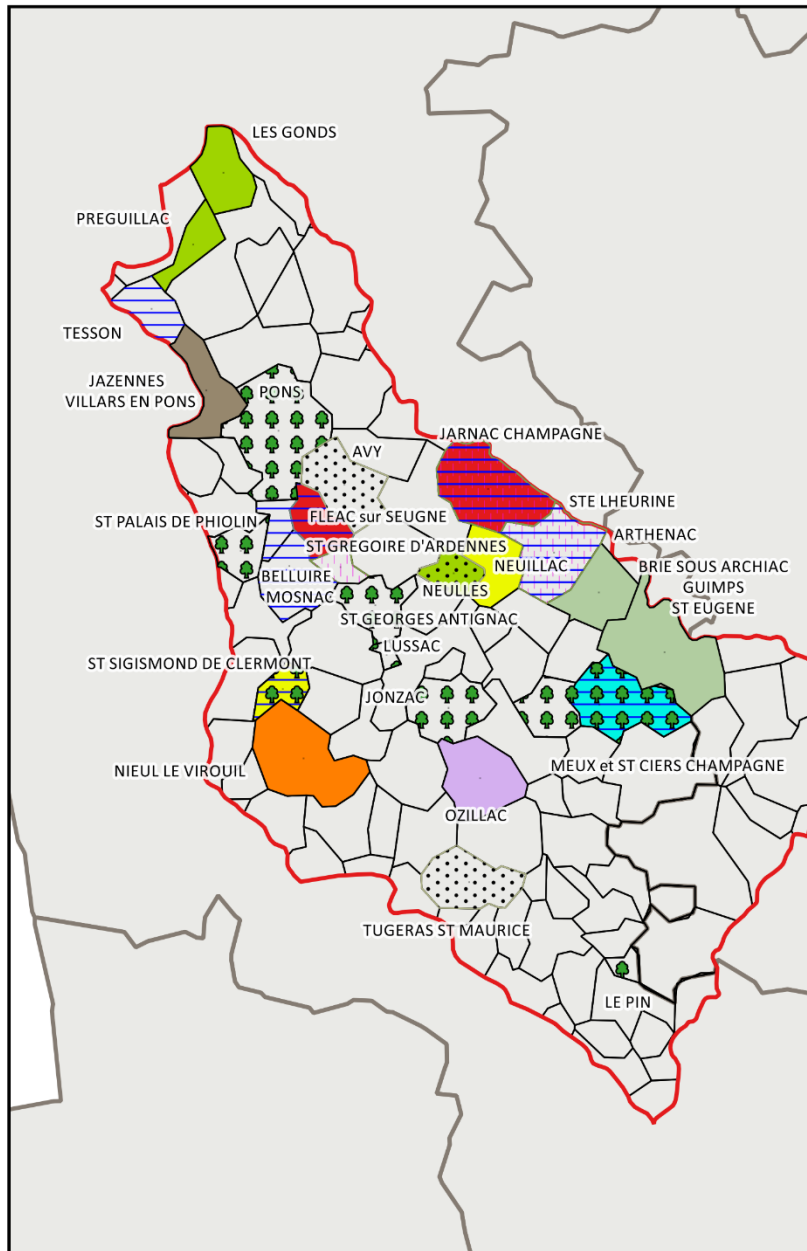 LES GONDS
PREGUILLAC
TESSON
JAZENNES
VILLARS EN PONS
PONS
AVY
JARNAC CHAMPAGNE
STE LHEURINE
ST PALAIS DE PHIOLIN
FLEAC sur SEUGNE
ARTHENAC
ST GREGOIRE D'ARDENNES
NEUILLAC
BRIE SOUS ARCHIAC
GUIMPS
ST EUGENE
BELLUIRE
MOSNAC
NEULLES
ST GEORGES ANTIGNAC
LUSSAC
ST SIGISMOND DE CLERMONT
JONZAC
NIEUL LE VIROUIL
MEUX et ST CIERS CHAMPAGNE
OZILLAC
TUGERAS ST MAURICE
LE PIN